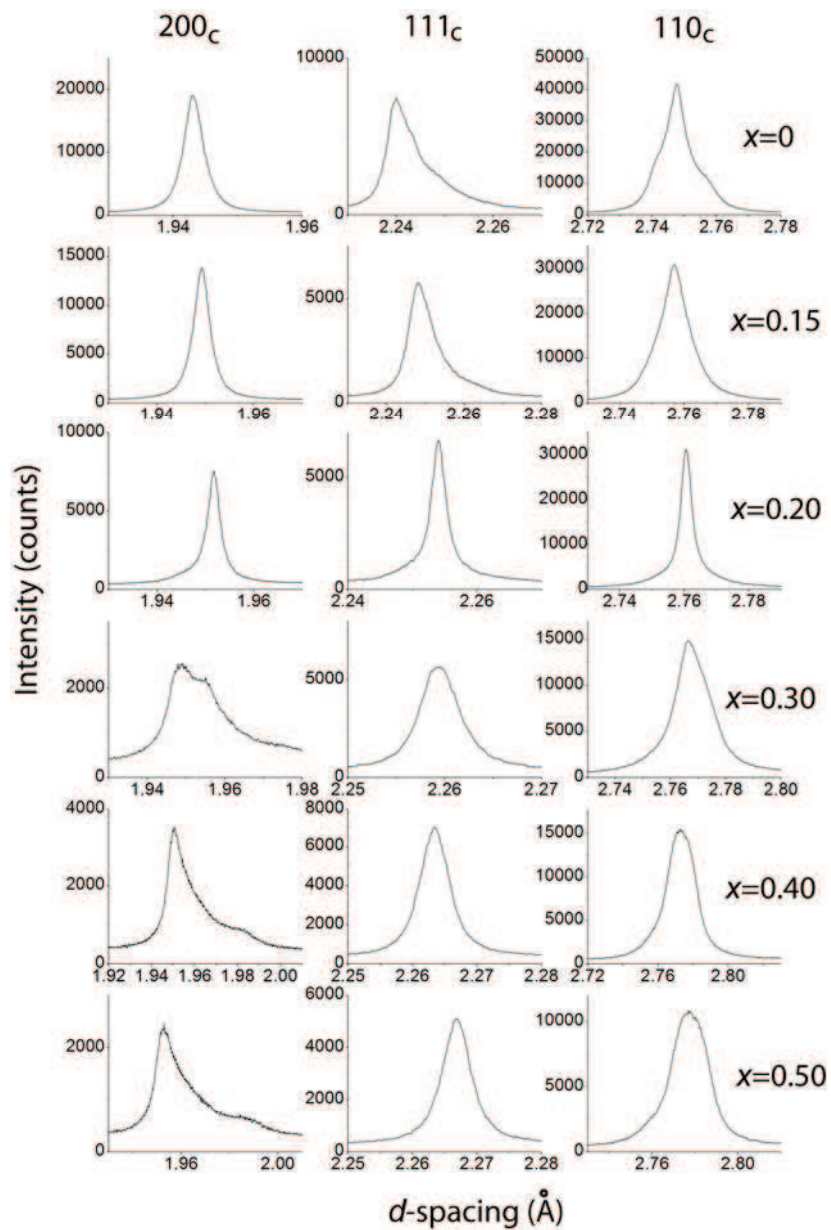 200c 111c 110c
20000 10000 0 1.94 1.96
10000 0 2.24 2.26
50000 40000 30000 20000 10000 0 2.72 2.74 2.76 2.78
x=0
15000 10000 5000 0 1.94 1.96
5000 0 2.24 2.26 2.28
30000 20000 10000 0 2.74 2.76 2.78
x=0.15
10000 5000 0 1.94 1.96
5000 0 2.24 2.26
30000 20000 10000 0 2.74 2.76 2.78
x=0.20
2000 0 1.94 1.96 1.98
5000 0 2.25 2.26 2.27
15000 10000 5000 0 2.74 2.76 2.78 2.80
x=0.30
4000 2000 0 1.92 1.94 1.96 1.98 2.00
8000 6000 4000 2000 0 2.25 2.26 2.27 2.28
15000 10000 5000 0 2.72 2.76 2.80
x=0.40
2000 0 1.96 2.00
6000 4000 2000 0 2.25 2.26 2.27 2.28
10000 5000 0 2.76 2.80
x=0.50
Intensity (counts)
d-spacing (Å)